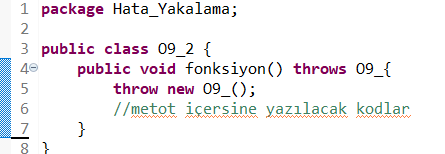 1 package Hata_Yakalama;
2
3 public class O9_2 {
4 public void fonksiyon() throws O9_{
5 throw new O9_();
6 //metot içersine yazılacak kodlar
7 }
8 }